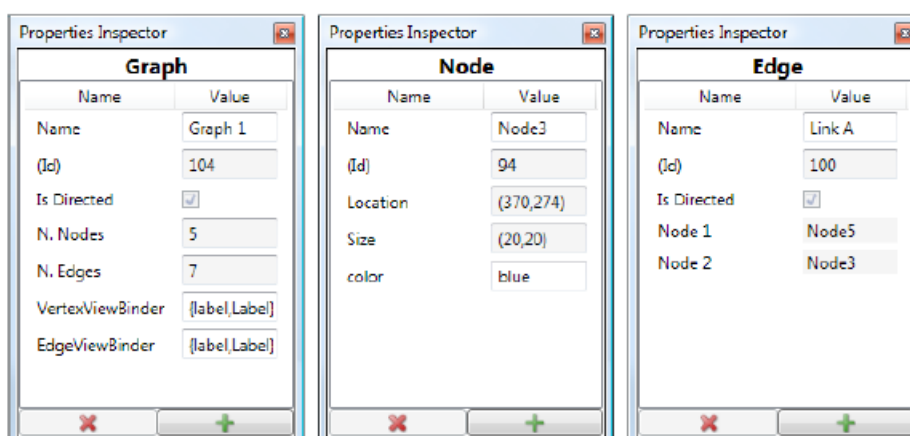 Properties Inspector
Graph
Name Value
Name Graph 1
(Id) 104
Is Directed
N. Nodes 5
N. Edges 7
VertexViewBinder {label,Label}
EdgeViewBinder {label,Label}
Properties Inspector
Node
Name Value
Name Node3
(Id) 94
Location (370,274)
Size (20,20)
color blue
Properties Inspector
Edge
Name Value
Name Link A
(Id) 100
Is Directed
Node 1 Node5
Node 2 Node3